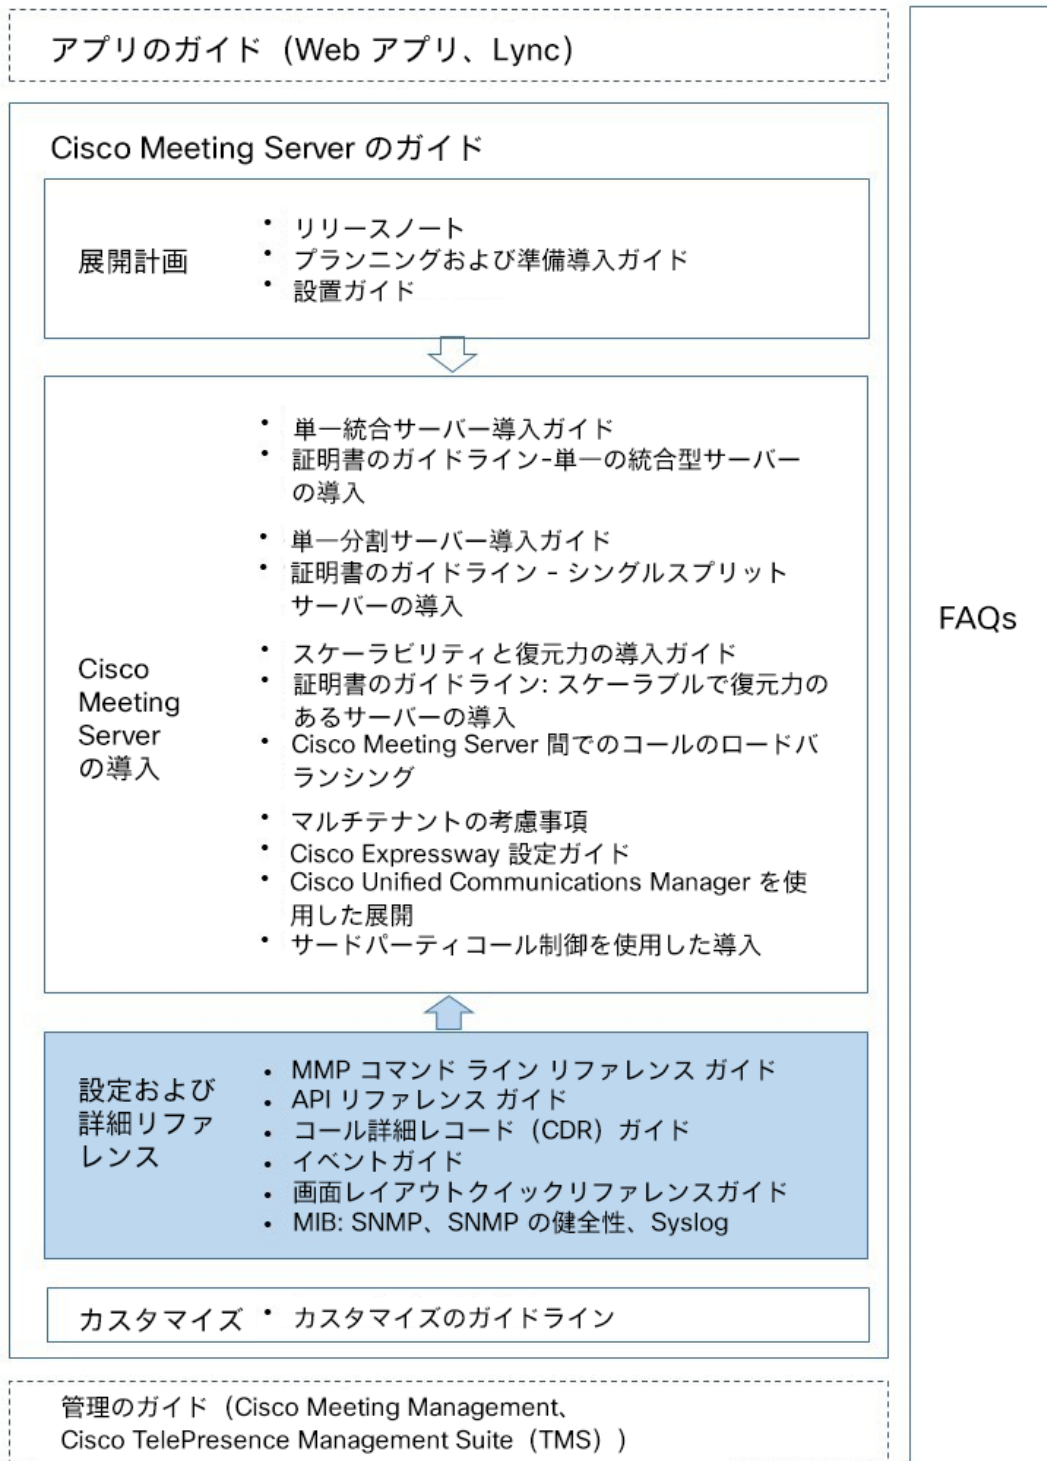 アプリのガイド（Web アプリ、Lync）
Cisco Meeting Server のガイド
展開計画
• リリースノート
• プランニングおよび準備導入ガイド
• 設置ガイド
Cisco
Meeting
Server
の導入
• 単一統合サーバー導入ガイド
• 証明書のガイドライン-単一の統合型サーバー
の導入
• 単一分割サーバー導入ガイド
• 証明書のガイドライン - シングルスプリット
サーバーの導入
• スケーラビリティと復元力の導入ガイド
• 証明書のガイドライン: スケーラブルで復元力の
あるサーバーの導入
• Cisco Meeting Server 間でのコールのロードバ
ランシング
• マルチテナントの考慮事項
• Cisco Expressway 設定ガイド
• Cisco Unified Communications Manager を使
用した展開
• サードパーティコール制御を使用した導入
設定および
詳細リファ
レンス
• MMP コマンド ライン リファレンス ガイド
• API リファレンス ガイド
• コール詳細レコード（CDR）ガイド
• イベントガイド
• 画面レイアウトクイックリファレンスガイド
• MIB: SNMP、SNMP の健全性、Syslog
カスタマイズ
• カスタマイズのガイドライン
管理のガイド（Cisco Meeting Management、
Cisco TelePresence Management Suite（TMS））
FAQs